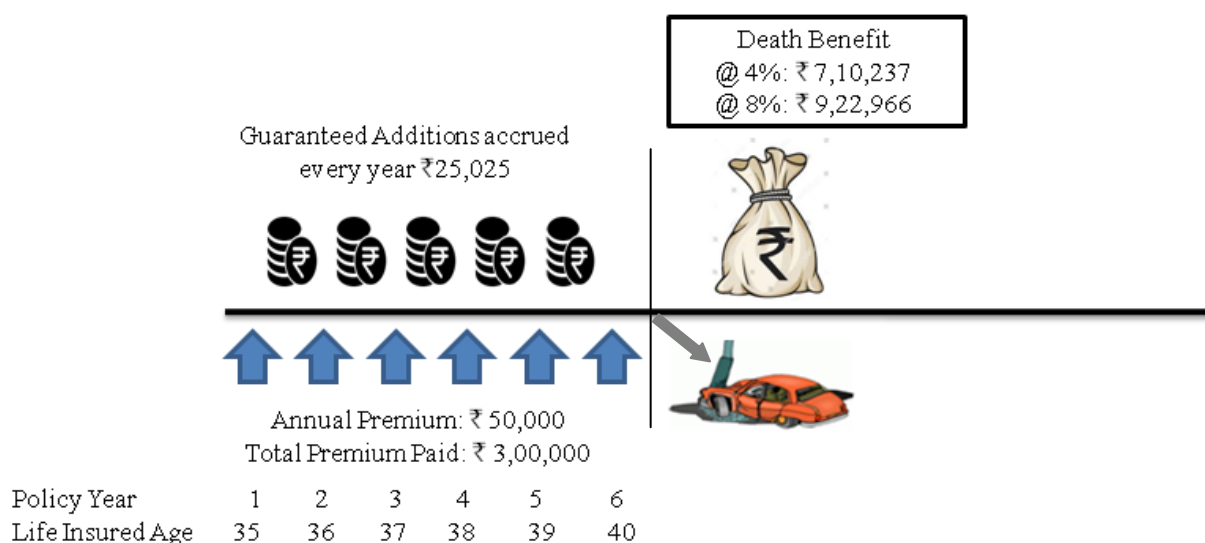 Death Benefit
@ 4%: ₹ 7,10,237
@ 8%: ₹ 9,22,966
Guaranteed Additions accrued
every year ₹25,025
₹ ₹ ₹ ₹ ₹
₹
Annual Premium: ₹ 50,000
Total Premium Paid: ₹ 3,00,000
Policy Year 1 2 3 4 5 6
Life Insured Age 35 36 37 38 39 40